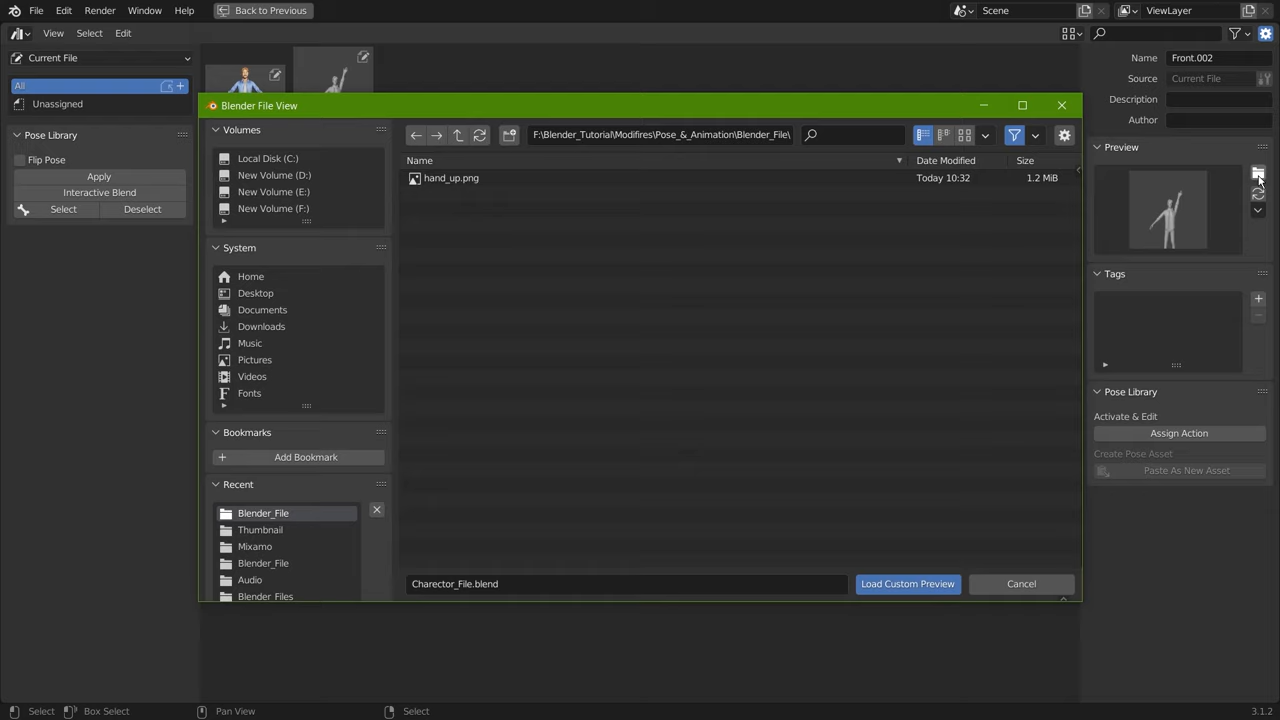 File Edit Render Window Help Back to Previous Scene ViewLayer
View Select Edit
Current File
All
Unassigned
Pose Library
Flip Pose
Apply
Interactive Blend
Select Deselect
Blender File View
Volumes
Local Disk (C:)
New Volume (D:)
New Volume (E:)
New Volume (F:)
System
Home
Desktop
Documents
Downloads
Music
Pictures
Videos
Fonts
Bookmarks
Add Bookmark
Recent
Blender_File
Thumbnail
Mixamo
Blender_File
Audio
Blender_Files
F:\Blender_Tutorial\Modifires\Pose_&_Animation\Blender_File\
Name Date Modified Size
hand_up.png Today 10:32 1.2 MiB
Charector_File.blend Load Custom Preview Cancel
Name Front.002
Source Current File
Description
Author
Preview
Tags
Pose Library
Activate & Edit
Assign Action
Create Pose Asset
Paste As New Asset
Select Box Select Pan View Select 3.1.2